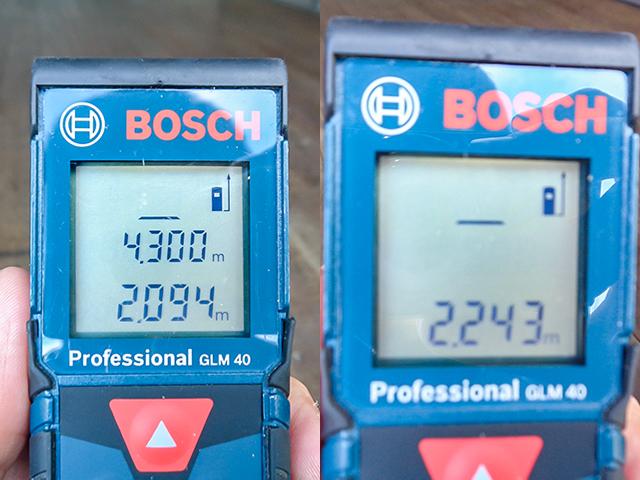 BOSCH
4.300 m
2.094 m
Professional GLM 40
BOSCH
2.243 m
Professional GLM 40